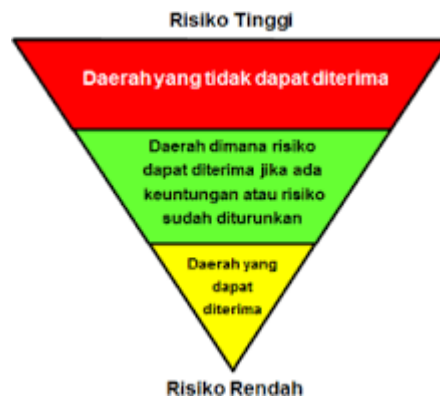 Risiko Tinggi
Daerah yang tidak dapat diterima
Daerah dimana risiko
dapat diterima jika ada
keuntungan atau risiko
sudah diturunkan
Daerah yang
dapat
diterima
Risiko Rendah